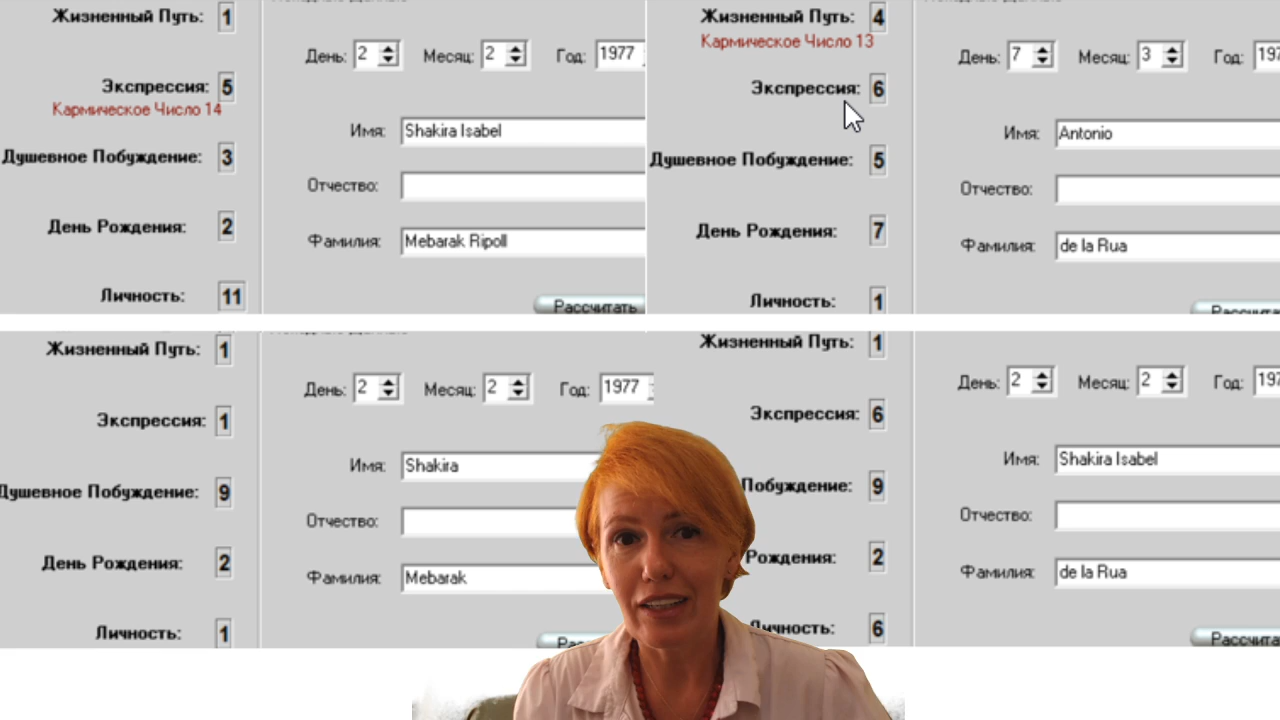 Жизненный Путь: 1
День: 2 Месяц: 2 Год: 1977
Экспрессия: 5
Кармическое Число 14
Имя: Shakira Isabel
Душевное Побуждение: 3
Отчество:
День Рождения: 2
Фамилия: Mebarak Ripoll
Личность: 11
Рассчитать
Жизненный Путь: 4
Кармическое Число 13
День: 7 Месяц: 3 Год: 197
Экспрессия: 6
Имя: Antonio
Душевное Побуждение: 5
Отчество:
День Рождения: 7
Фамилия: de la Rua
Личность: 1
Рассчита
Жизненный Путь: 1
День: 2 Месяц: 2 Год: 1977
Экспрессия: 1
Имя: Shakira
Душевное Побуждение: 9
Отчество:
День Рождения: 2
Фамилия: Mebarak
Личность: 1
Рас
Жизненный Путь: 1
День: 2 Месяц: 2 Год: 197
Экспрессия: 6
Имя: Shakira Isabel
Побуждение: 9
Отчество:
Рождения: 2
Фамилия: de la Rua
Личность: 6
Рассчита